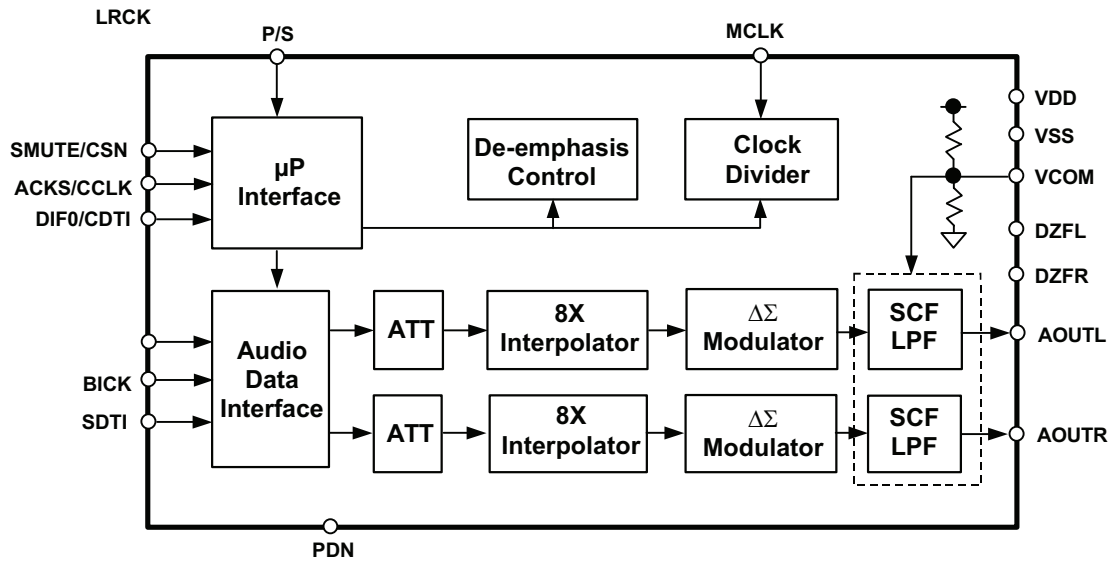 LRCK
P/S
MCLK
VDD
VSS
VCOM
DZFL
DZFR
AOUTL
AOUTR
SMUTE/CSN
ACKS/CCLK
DIF0/CDTI
µP
Interface
De-emphasis
Control
Clock
Divider
BICK
SDTI
Audio
Data
Interface
ATT
8X
Interpolator
ΔΣ
Modulator
SCF
LPF
ATT
8X
Interpolator
ΔΣ
Modulator
SCF
LPF
PDN